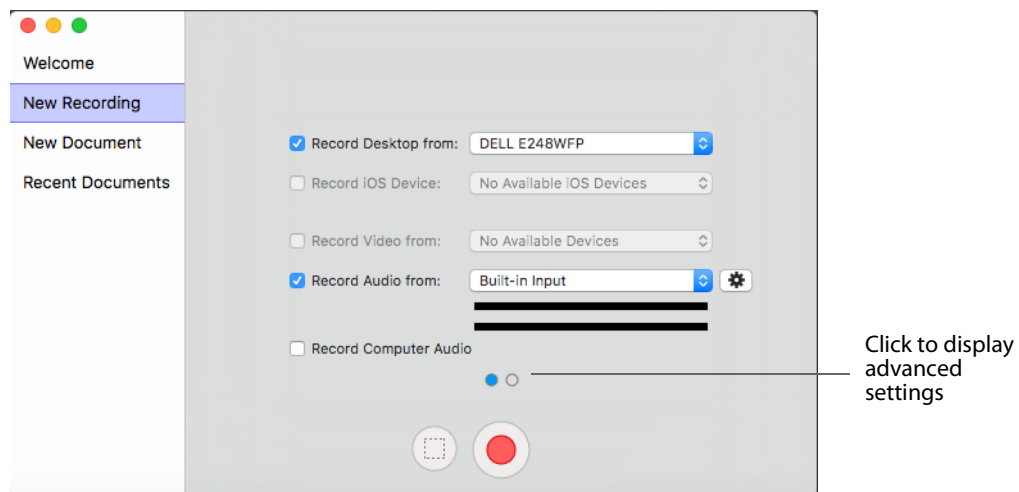 Welcome
New Recording
New Document
Recent Documents
Record Desktop from: DELL E248WFP
Record iOS Device: No Available iOS Devices
Record Video from: No Available Devices
Record Audio from: Built-in Input
Record Computer Audio
Click to display
advanced
settings